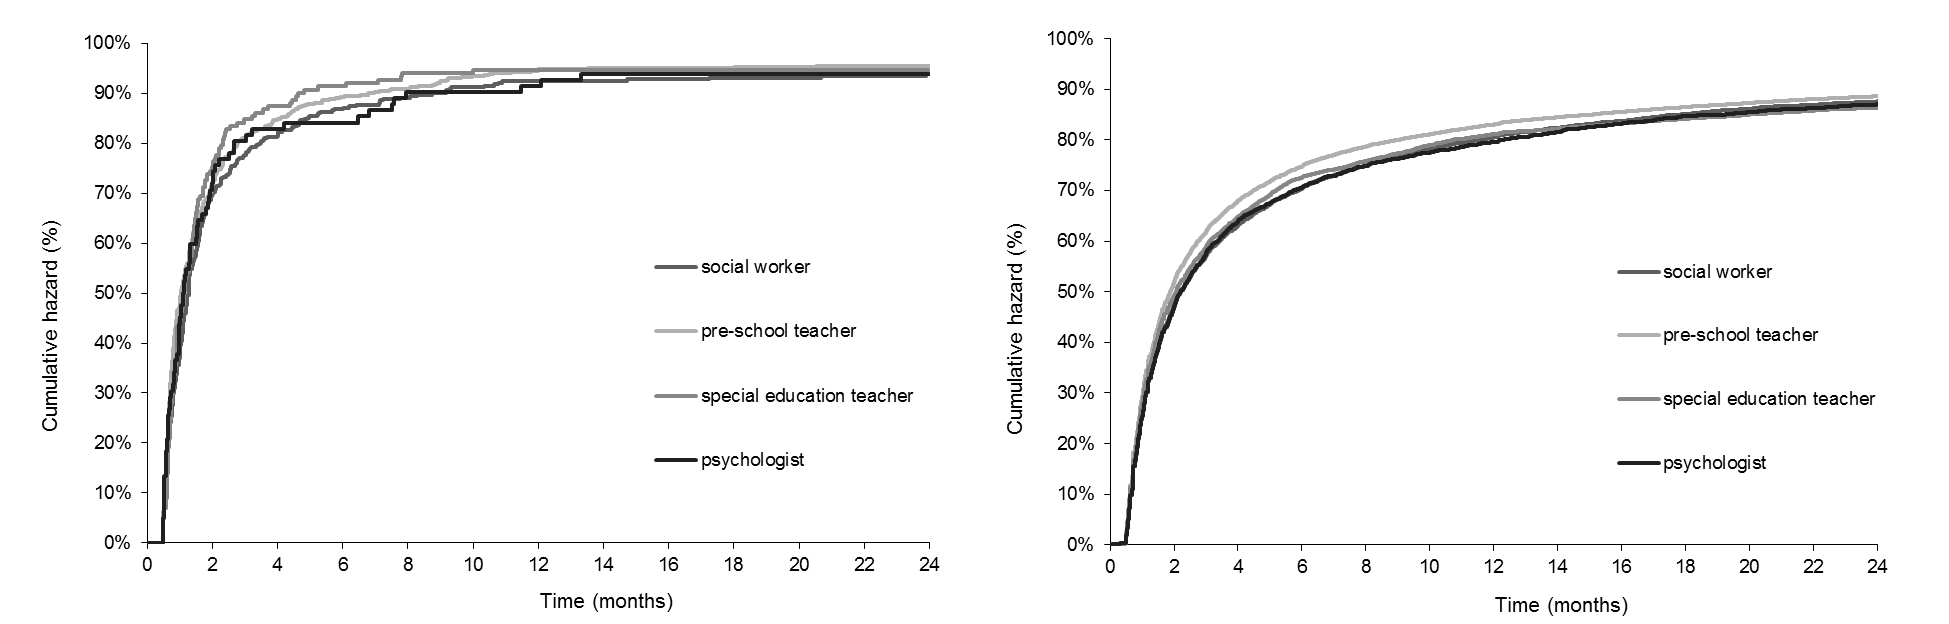 100%
90%
80%
70%
60%
50%
40%
30%
20%
10%
0%
Cumulative hazard (%)
social worker
pre-school teacher
special education teacher
psychologist
0 2 4 6 8 10 12 14 16 18 20 22 24
Time (months)
100%
90%
80%
70%
60%
50%
40%
30%
20%
10%
0%
Cumulative hazard (%)
social worker
pre-school teacher
special education teacher
psychologist
0 2 4 6 8 10 12 14 16 18 20 22 24
Time (months)